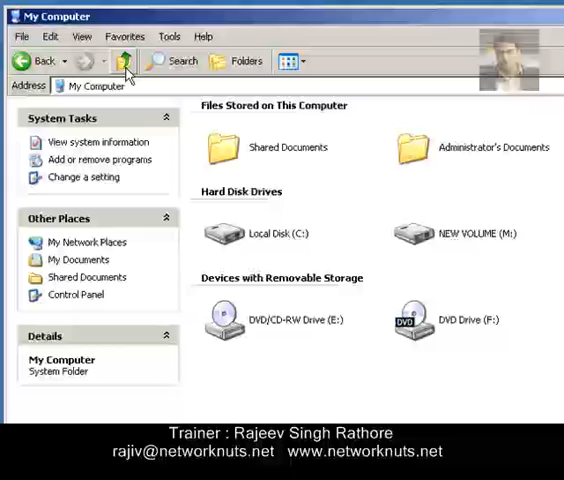 My Computer
File Edit View Favorites Tools Help
Back Search Folders
Address My Computer
System Tasks
View system information
Add or remove programs
Change a setting
Other Places
My Network Places
My Documents
Shared Documents
Control Panel
Details
My Computer
System Folder
Files Stored on This Computer
Shared Documents Administrator's Documents
Hard Disk Drives
Local Disk (C:) NEW VOLUME (M:)
Devices with Removable Storage
DVD/CD-RW Drive (E:) DVD DVD Drive (F:)
Trainer : Rajeev Singh Rathore
rajiv@networknuts.net www.networknuts.net